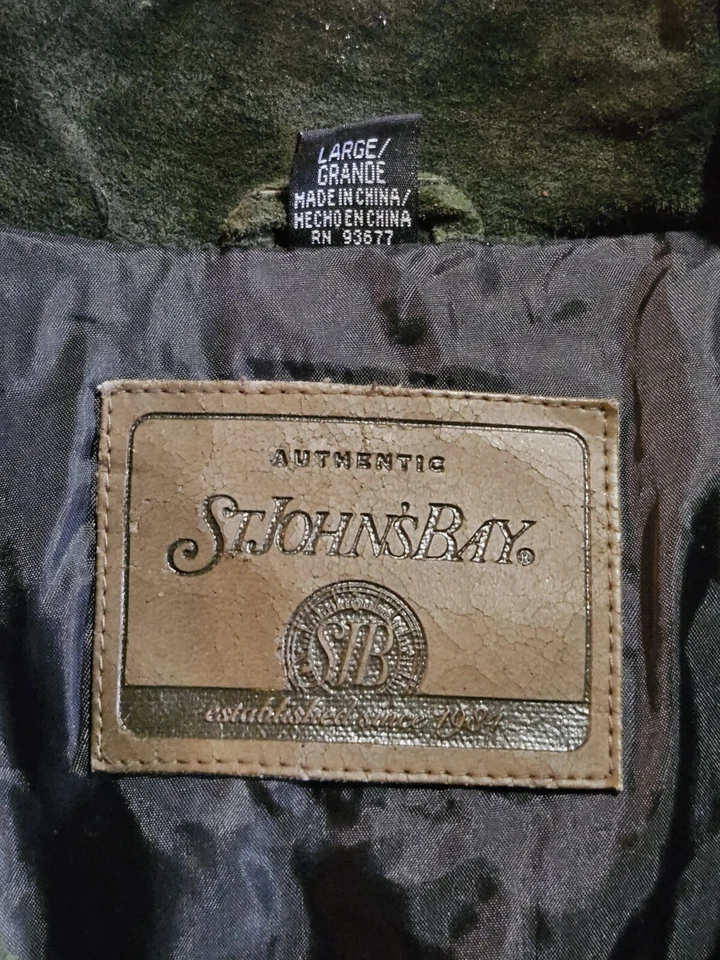 LARGE/
GRANDE
MADE IN CHINA/
HECHO EN CHINA
RN 93677
AUTHENTIC
ST. JOHN'S BAY®
SJB
established since 1984